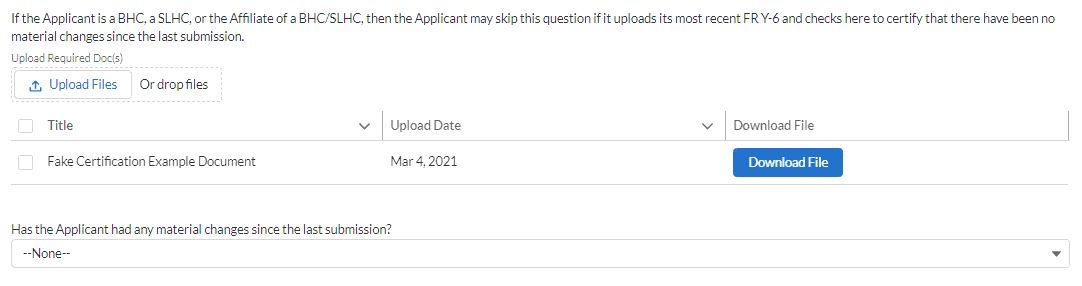 If the Applicant is a BHC, a SLHC, or the Affiliate of a BHC/SLHC, then the Applicant may skip this question if it uploads its most recent FR Y-6 and checks here to certify that there have been no
material changes since the last submission.
Upload Required Doc(s)
Upload Files Or drop files
Title Upload Date Download File
Fake Certification Example Document Mar 4, 2021 Download File
Has the Applicant had any material changes since the last submission?
--None--